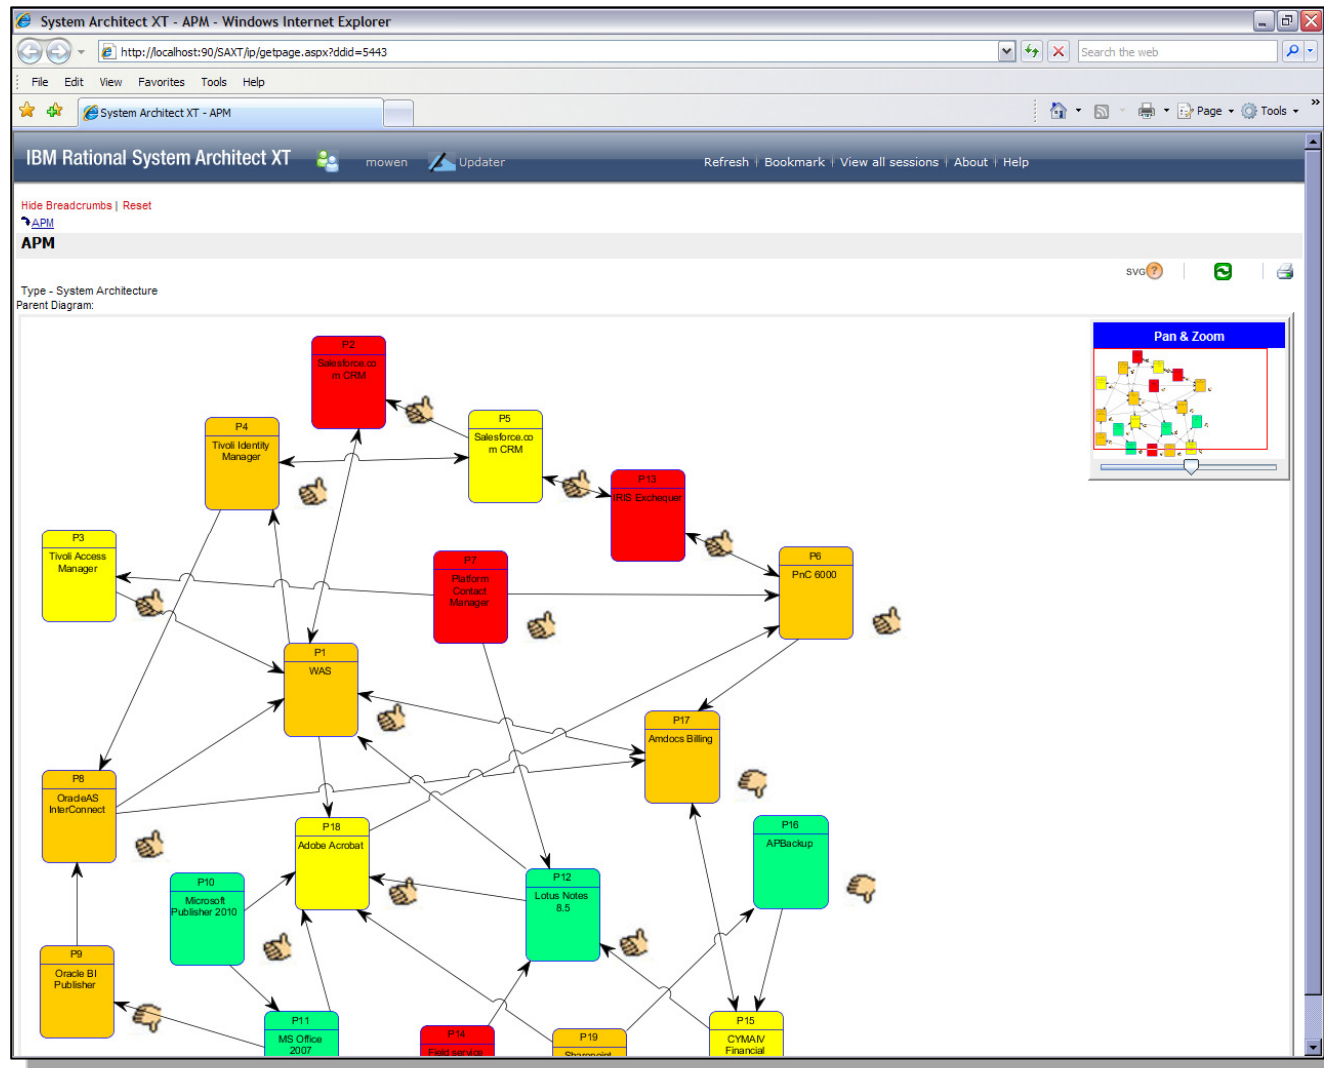 System Architect XT - APM - Windows Internet Explorer
http://localhost:90/SAXT/ip/getpage.aspx?ddid=5443
Search the web
File Edit View Favorites Tools Help
System Architect XT - APM
Page
Tools
IBM Rational System Architect XT
mowen
Updater
Refresh | Bookmark | View all sessions | About | Help
Hide Breadcrumbs | Reset
APM
APM
SVG
Type - System Architecture
Parent Diagram:
Pan & Zoom
P2
Salesforce.co
m CRM
P5
Salesforce.co
m CRM
P4
Tivoli Identity
Manager
P13
IRIS Exchequer
P3
Tivoli Access
Manager
P7
Platform
Contact
Manager
P6
PnC 6000
P1
WAS
P17
Amdocs Billing
P8
OracleAS
InterConnect
P18
Adobe Acrobat
P16
APBackup
P10
Microsoft
Publisher 2010
P12
Lotus Notes
8.5
P9
Oracle BI
Publisher
P11
MS Office
2007
P14
Field service
P19
Sharepoint
P15
CYMAIV
Financial